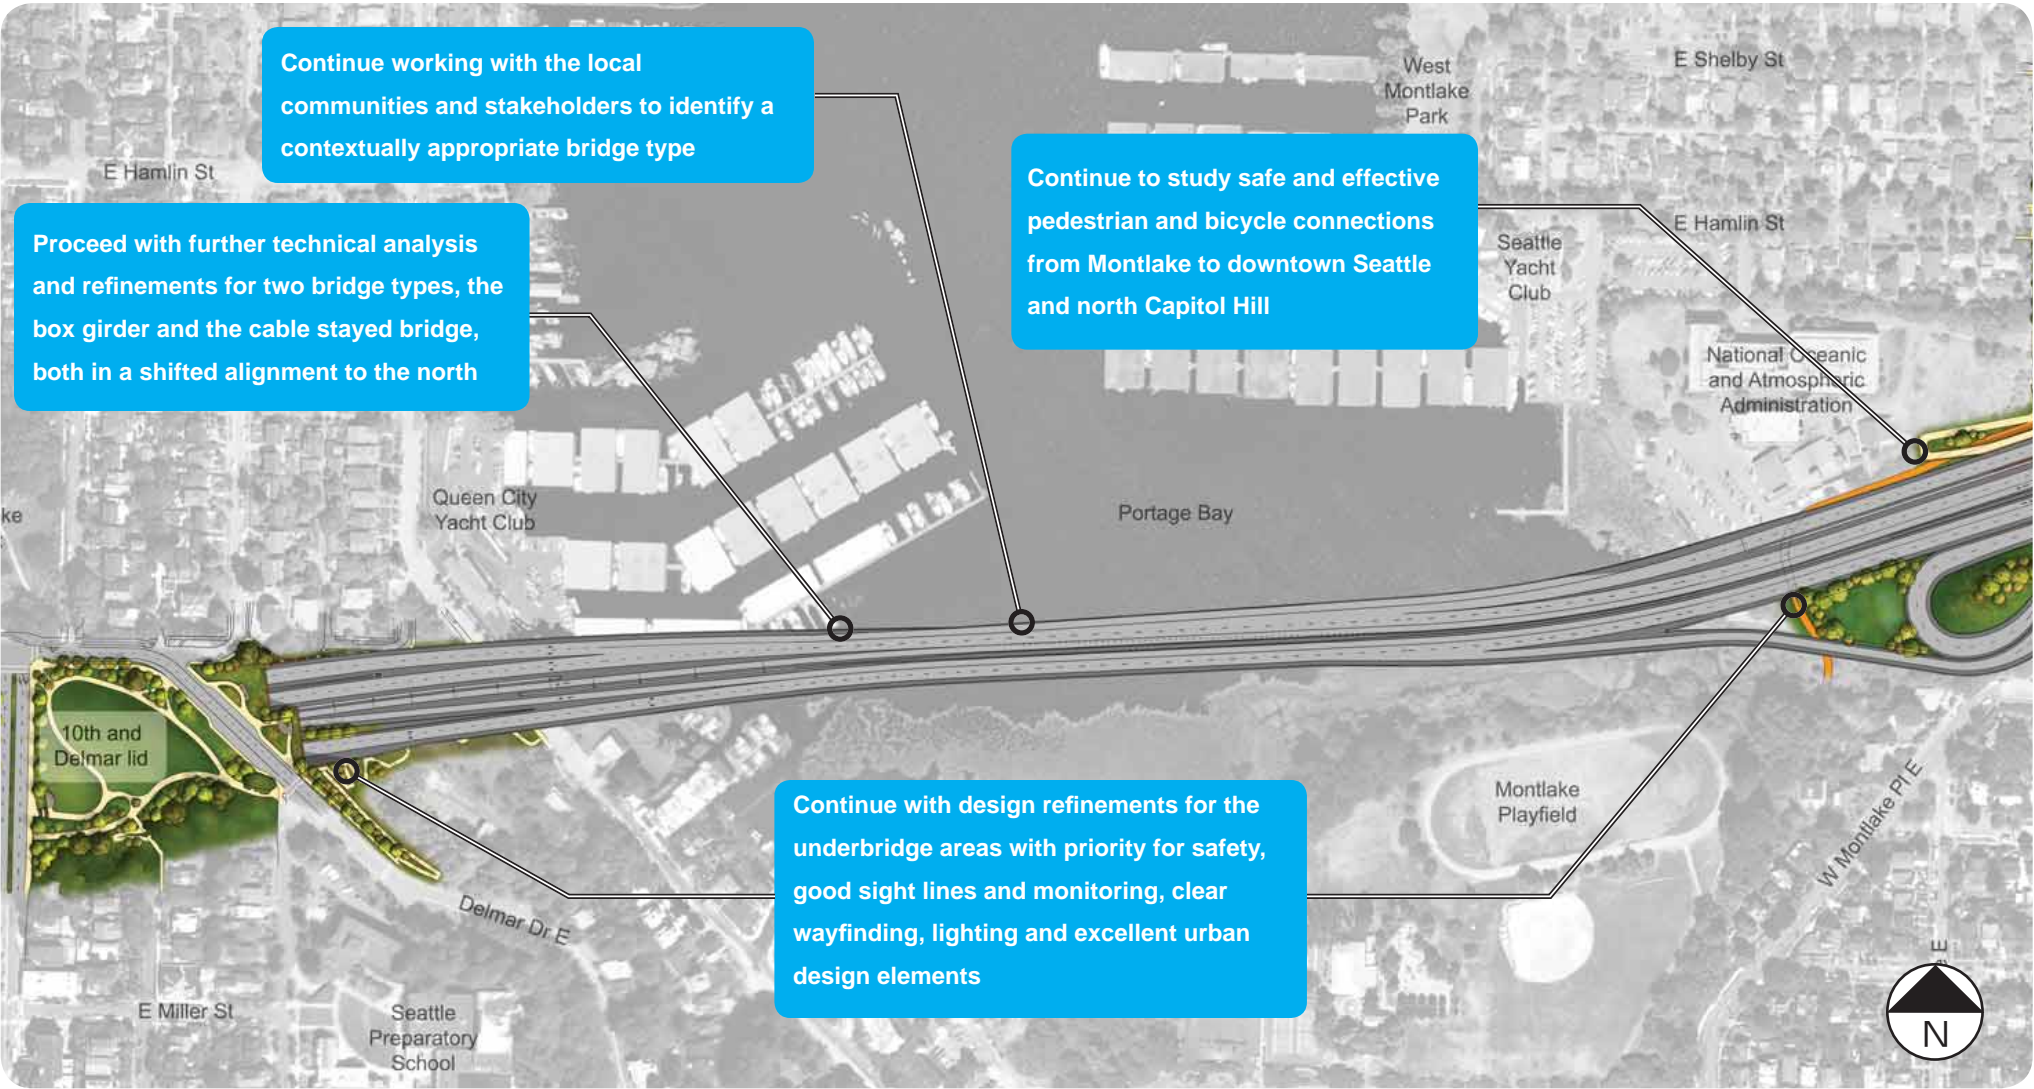 Continue working with the local
communities and stakeholders to identify a
contextually appropriate bridge type
West
Montlake
Park
E Shelby St
E Hamlin St
Continue to study safe and effective
pedestrian and bicycle connections
from Montlake to downtown Seattle
and north Capitol Hill
Proceed with further technical analysis
and refinements for two bridge types, the
box girder and the cable stayed bridge,
both in a shifted alignment to the north
E Hamlin St
Seattle
Yacht
Club
National Oceanic
and Atmospheric
Administration
Queen City
Yacht Club
ke
Portage Bay
10th and
Delmar lid
Montlake
Playfield
W Montlake Pl E
Continue with design refinements for the
underbridge areas with priority for safety,
good sight lines and monitoring, clear
wayfinding, lighting and excellent urban
design elements
Delmar Dr E
E Miller St
Seattle
Preparatory
School
E
N